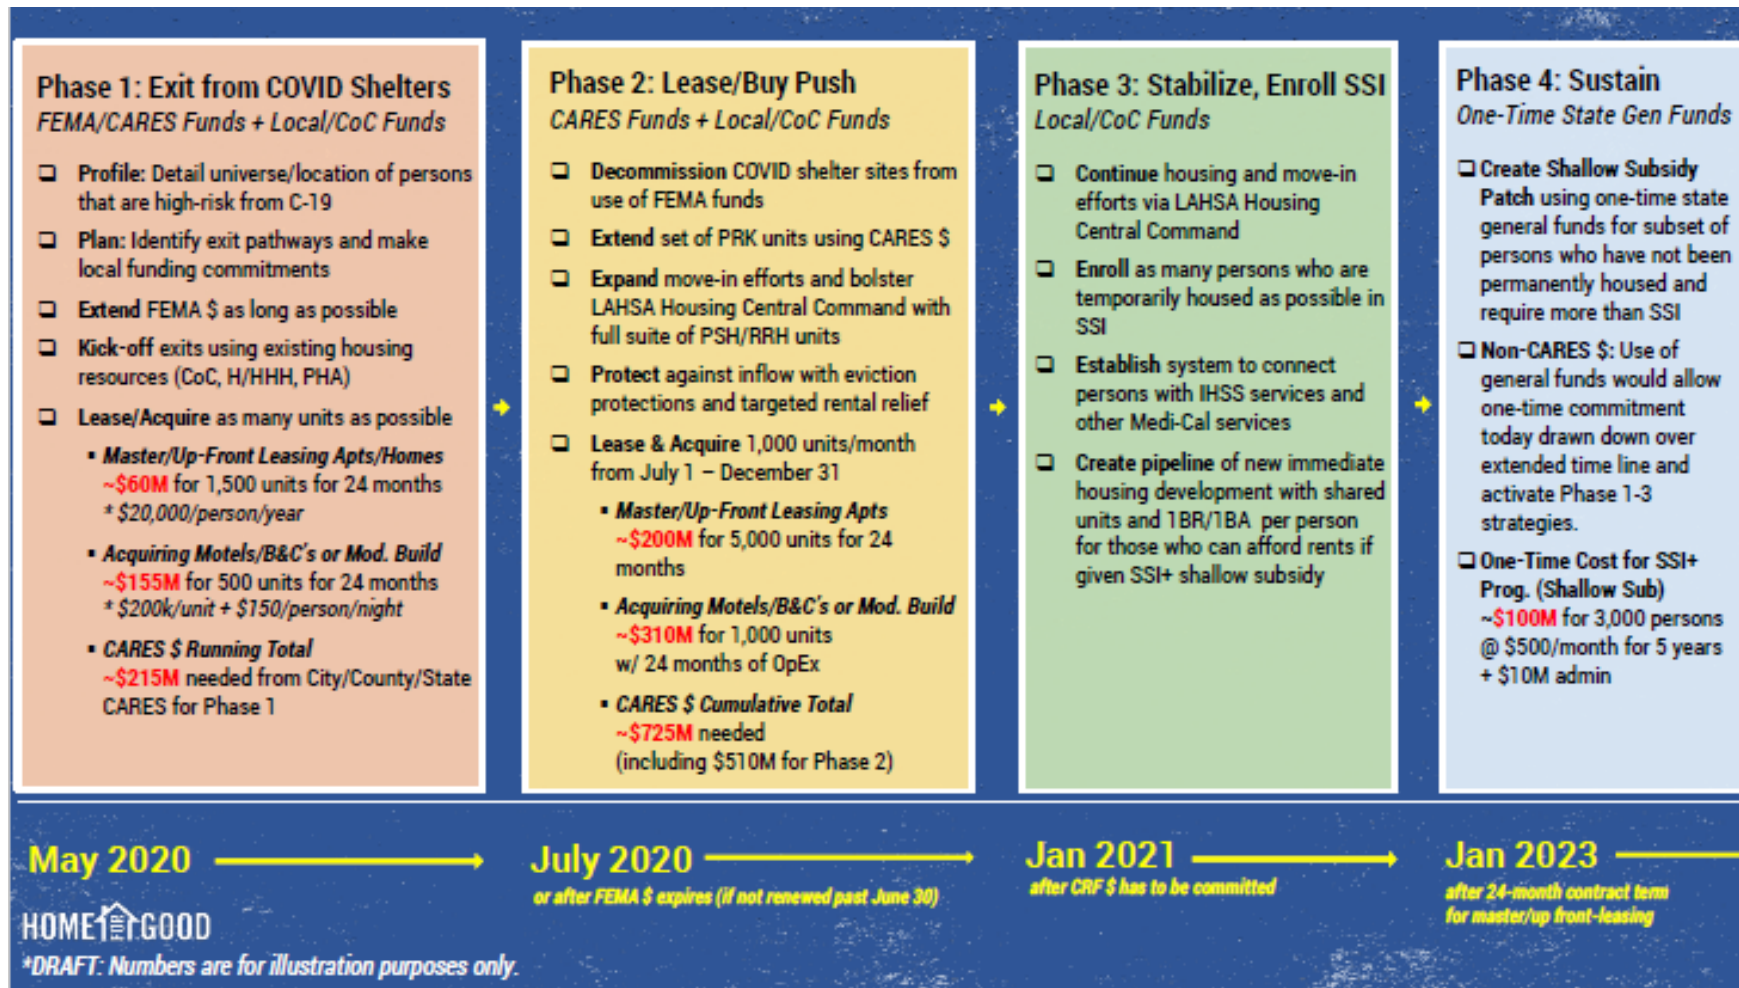 Phase 1: Exit from COVID Shelters
FEMA/CARES Funds + Local/CoC Funds
Profile: Detail universe/location of persons
that are high-risk from C-19
Plan: Identify exit pathways and make
local funding commitments
Extend FEMA $ as long as possible
Kick-off exits using existing housing
resources (CoC, H/HHH, PHA)
Lease/Acquire as many units as possible
Master/Up-Front Leasing Apts/Homes
~$60M for 1,500 units for 24 months
* $20,000/person/year
Acquiring Motels/B&C's or Mod. Build
~$155M for 500 units for 24 months
* $200k/unit + $150/person/night
CARES $ Running Total
~$215M needed from City/County/State
CARES for Phase 1
Phase 2: Lease/Buy Push
CARES Funds + Local/CoC Funds
Decommission COVID shelter sites from
use of FEMA funds
Extend set of PRK units using CARES $
Expand move-in efforts and bolster
LAHSA Housing Central Command with
full suite of PSH/RRH units
Protect against inflow with eviction
protections and targeted rental relief
Lease & Acquire 1,000 units/month
from July 1 – December 31
Master/Up-Front Leasing Apts
~$200M for 5,000 units for 24
months
Acquiring Motels/B&C's or Mod. Build
~$310M for 1,000 units
w/ 24 months of OpEx
CARES $ Cumulative Total
~$725M needed
(including $510M for Phase 2)
Phase 3: Stabilize, Enroll SSI
Local/CoC Funds
Continue housing and move-in
efforts via LAHSA Housing
Central Command
Enroll as many persons who are
temporarily housed as possible in
SSI
Establish system to connect
persons with IHSS services and
other Medi-Cal services
Create pipeline of new immediate
housing development with shared
units and 1BR/1BA per person
for those who can afford rents if
given SSI+ shallow subsidy
Phase 4: Sustain
One-Time State Gen Funds
Create Shallow Subsidy
Patch using one-time state
general funds for subset of
persons who have not been
permanently housed and
require more than SSI
Non-CARES $: Use of
general funds would allow
one-time commitment
today drawn down over
extended time line and
activate Phase 1-3
strategies.
One-Time Cost for SSI+
Prog. (Shallow Sub)
~$100M for 3,000 persons
@ $500/month for 5 years
+ $10M admin
May 2020
July 2020
or after FEMA $ expires (if not renewed past June 30)
Jan 2021
after CRF $ has to be committed
Jan 2023
after 24-month contract term
for master/up front-leasing
HOME FOR GOOD
*DRAFT: Numbers are for illustration purposes only.